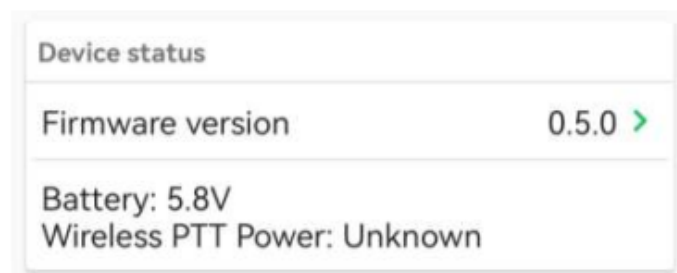 Device status
Firmware version 0.5.0
Battery: 5.8V
Wireless PTT Power: Unknown